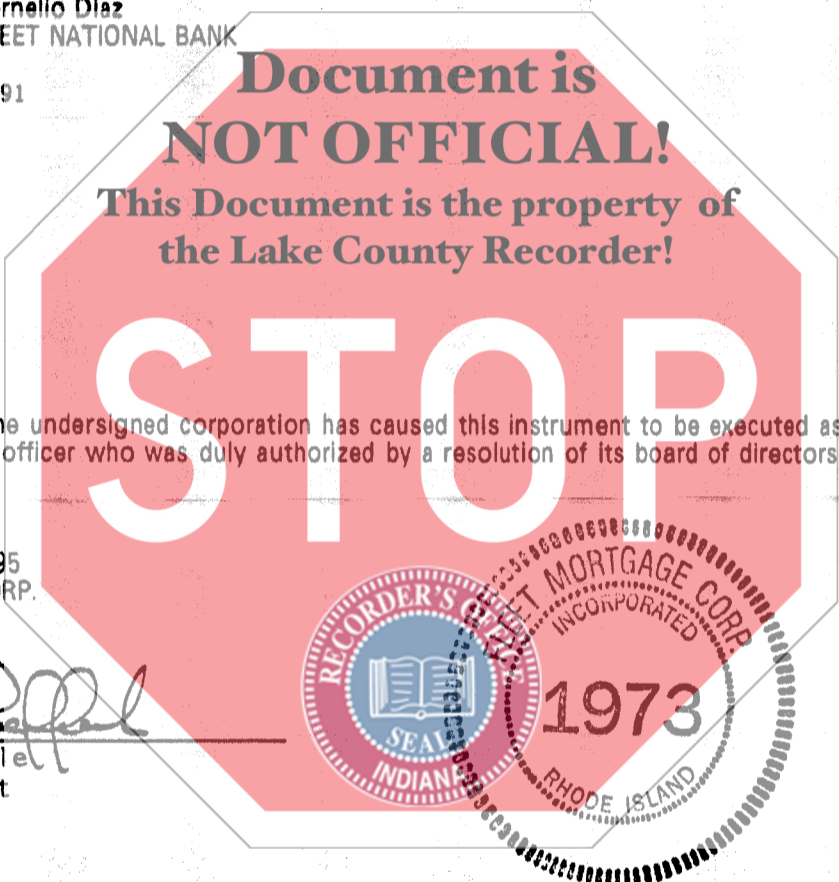 rnelio Diaz
EET NATIONAL BANK
91
Document is
NOT OFFICIAL!
This Document is the property of
the Lake County Recorder!
STOP
he undersigned corporation has caused this instrument to be executed as
officer who was duly authorized by a resolution of its board of directors
95
RP.
le
t
RECORDER'S OFFICE
SEAL
INDIANA
EET MORTGAGE CORP.
INCORPORATED
1973
RHODE ISLAND